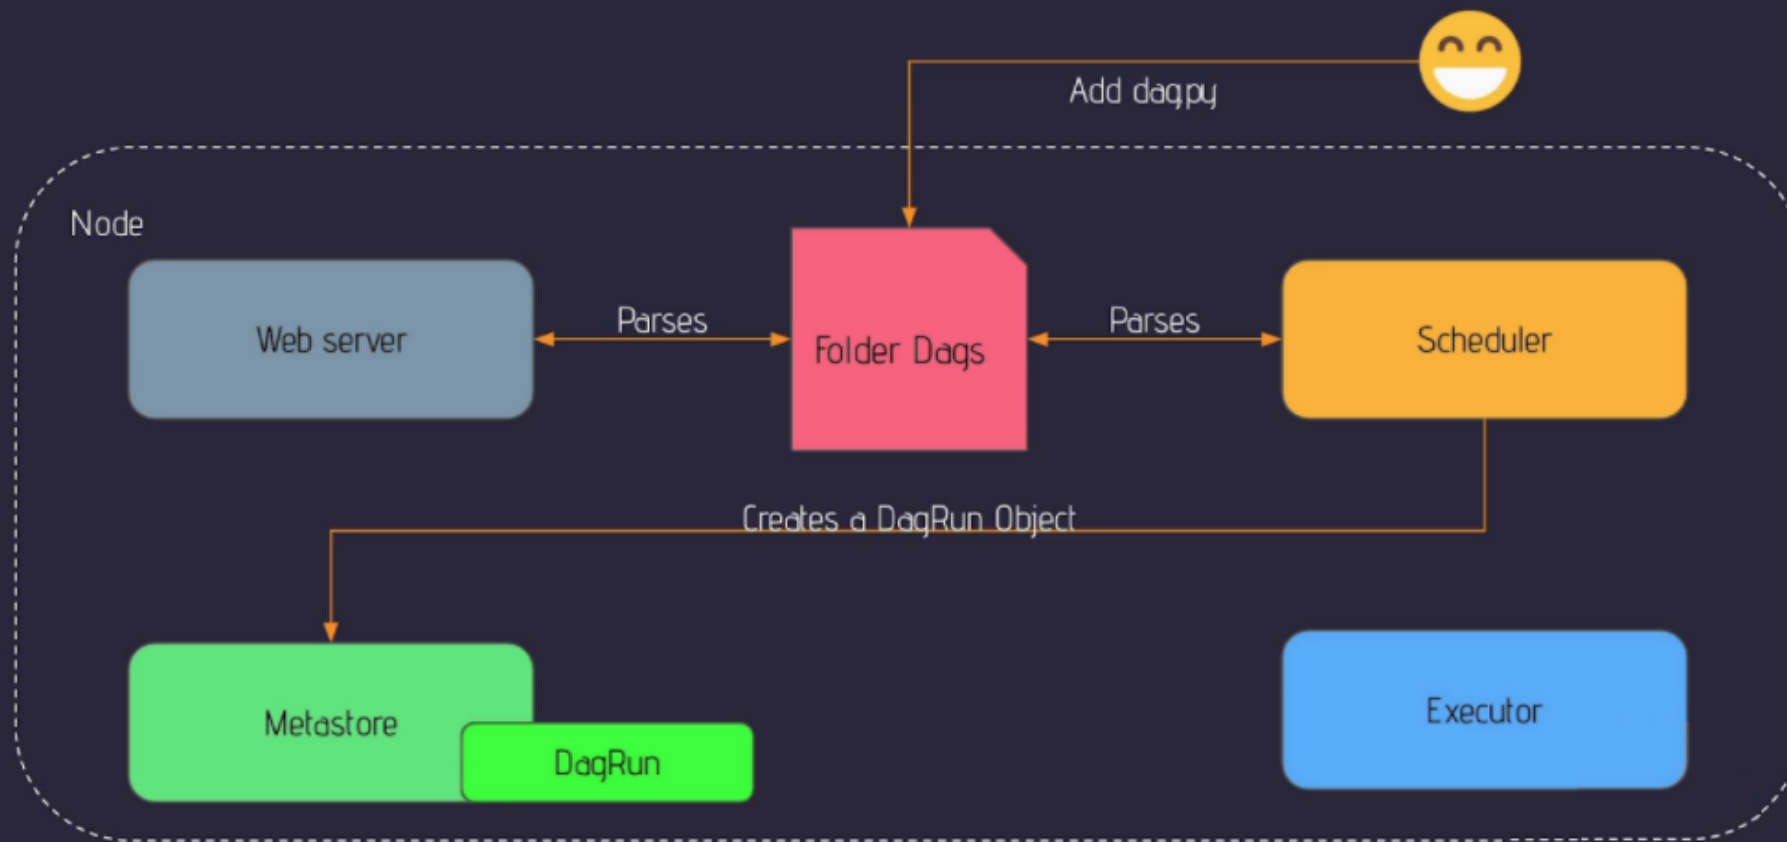 Add dag.py
Node
Web server
Parses
Folder Dags
Parses
Scheduler
Creates a DagRun Object
Metastore
DagRun
Executor